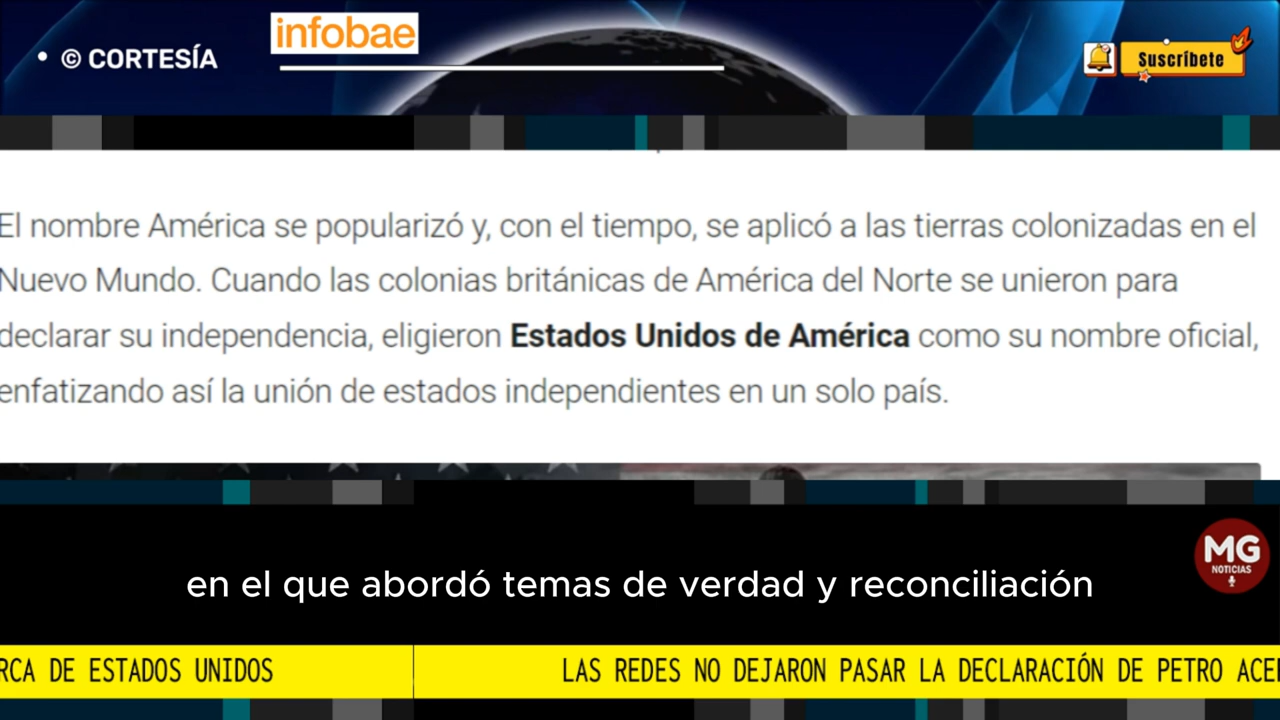 infobae
• © CORTESÍA
Suscríbete
El nombre América se popularizó y, con el tiempo, se aplicó a las tierras colonizadas en el
Nuevo Mundo. Cuando las colonias británicas de América del Norte se unieron para
declarar su independencia, eligieron Estados Unidos de América como su nombre oficial,
enfatizando así la unión de estados independientes en un solo país.
MG
NOTICIAS
en el que abordó temas de verdad y reconciliación
RCA DE ESTADOS UNIDOS
LAS REDES NO DEJARON PASAR LA DECLARACIÓN DE PETRO ACE